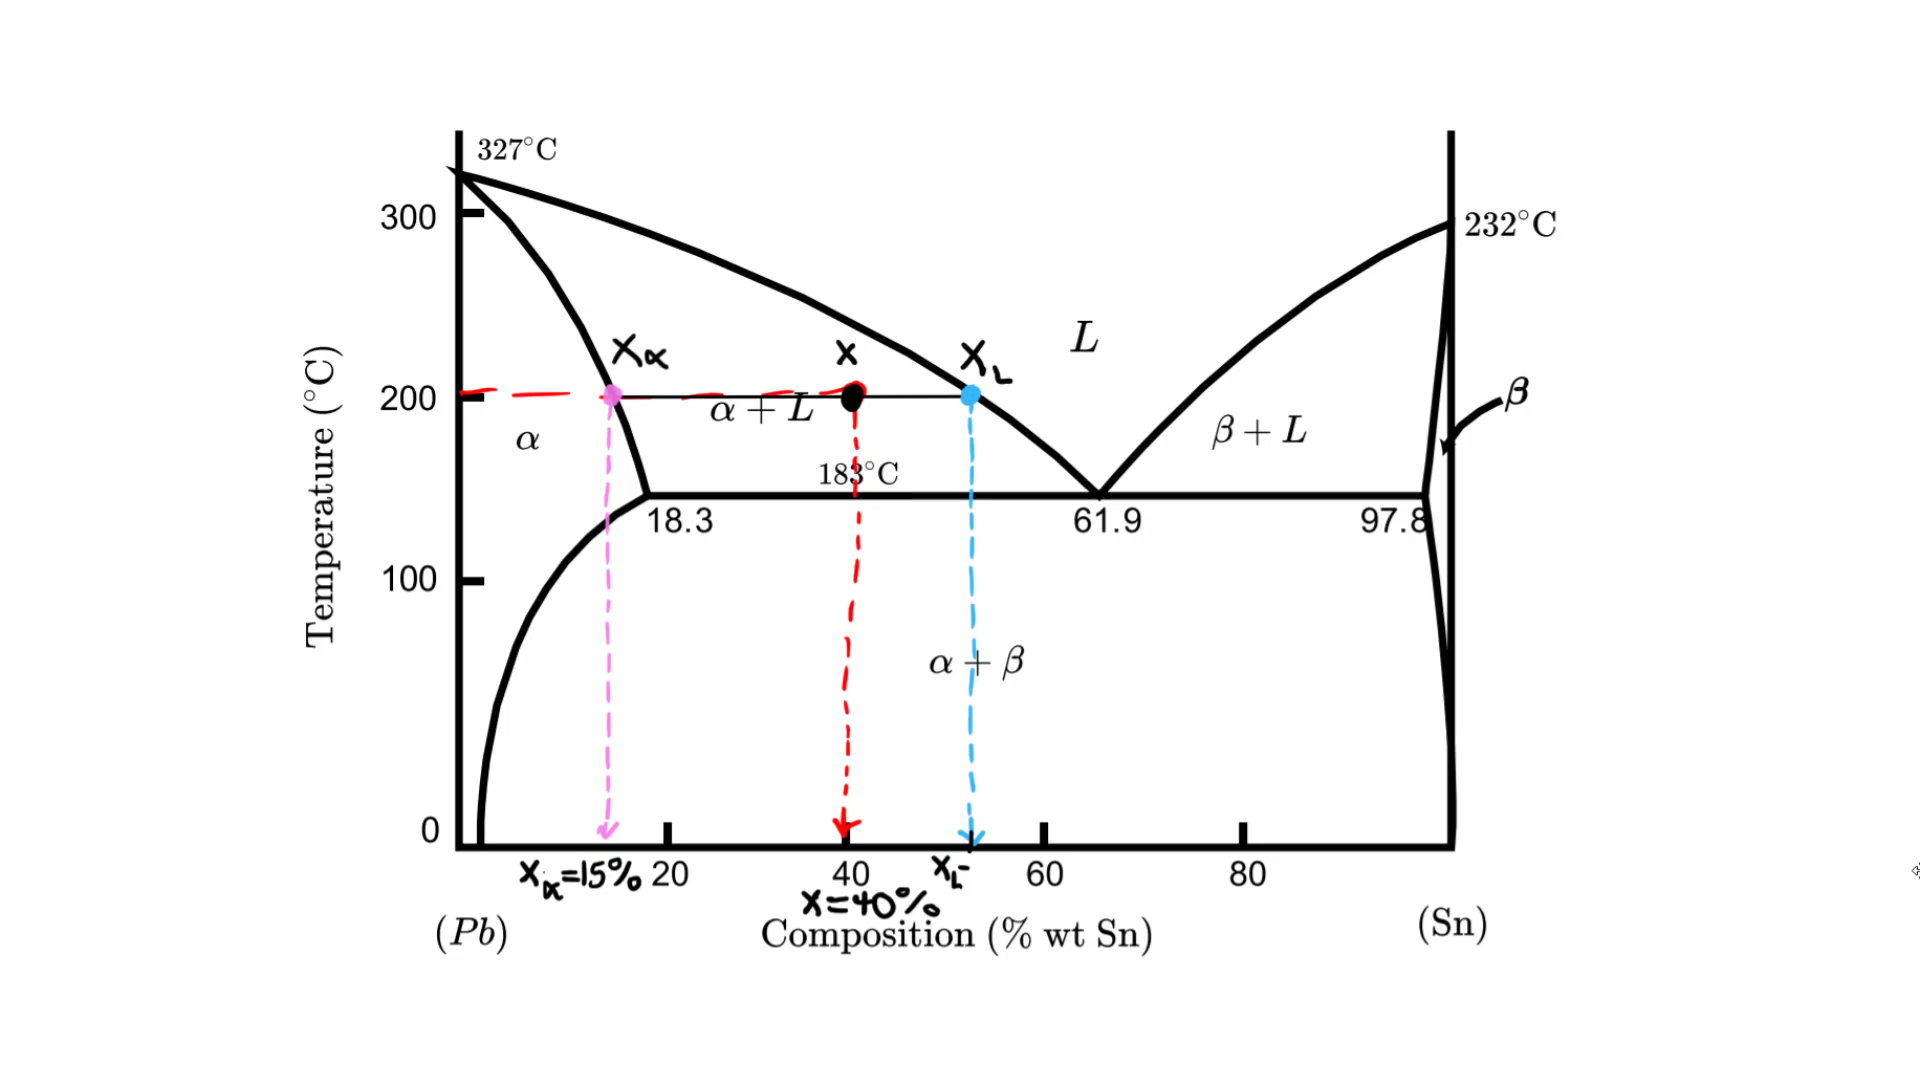 327°C
300
232°C
L
Xα
X
XL
β
200
α + L
α
β + L
183°C
18.3
61.9
97.8
Temperature (°C)
100
α + β
0
Xα=15%
20
40
XL-
60
80
X=40%
(Pb)
Composition (% wt Sn)
(Sn)